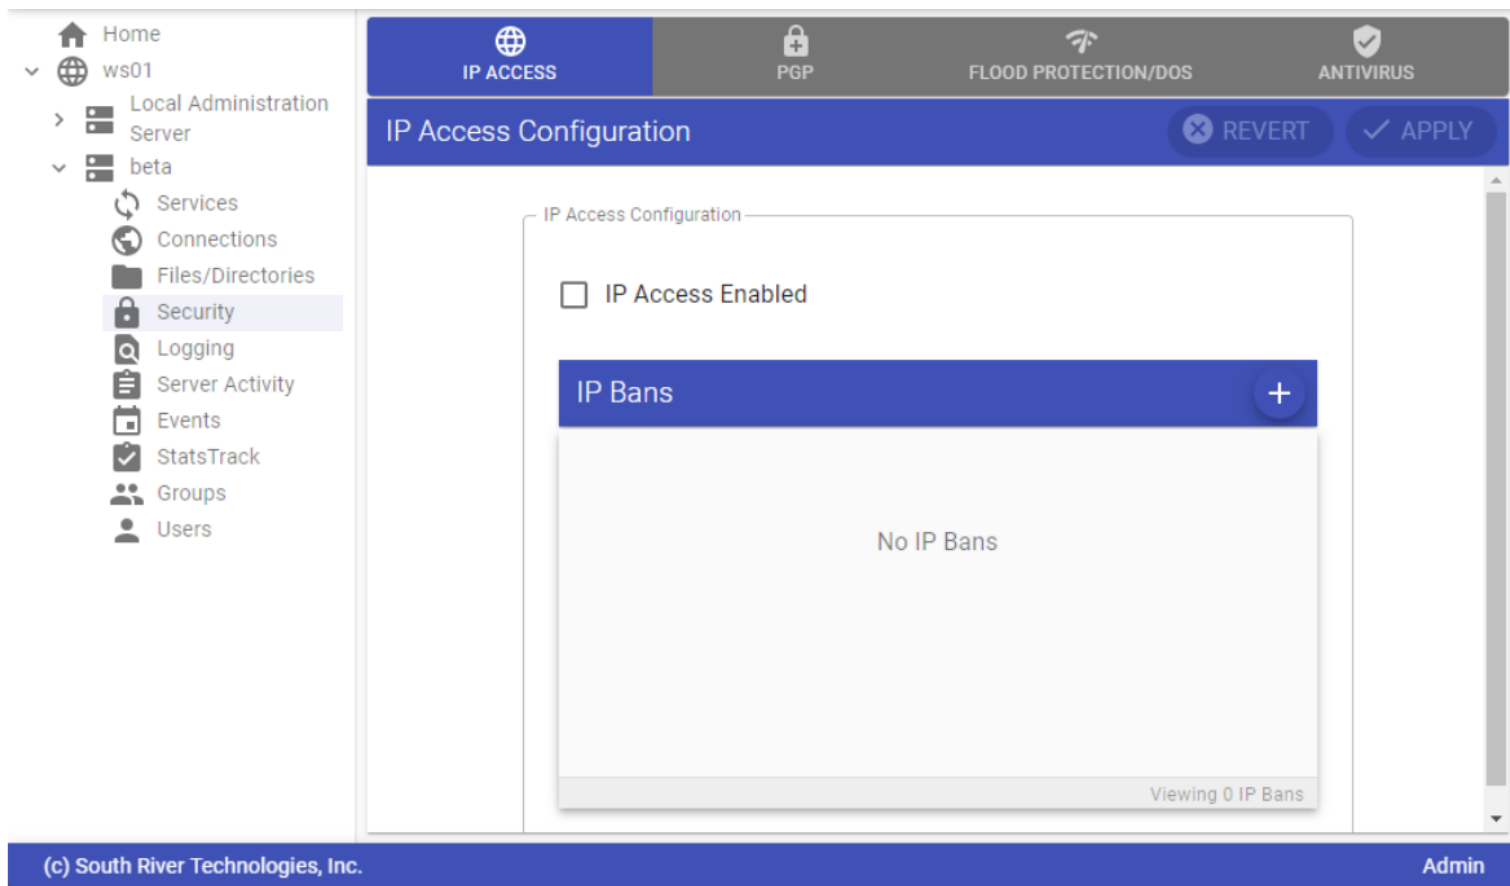 Home
ws01
Local Administration
Server
beta
Services
Connections
Files/Directories
Security
Logging
Server Activity
Events
StatsTrack
Groups
Users
IP ACCESS
PGP
FLOOD PROTECTION/DOS
ANTIVIRUS
IP Access Configuration
REVERT
APPLY
IP Access Configuration
IP Access Enabled
IP Bans
No IP Bans
Viewing 0 IP Bans
(c) South River Technologies, Inc.
Admin